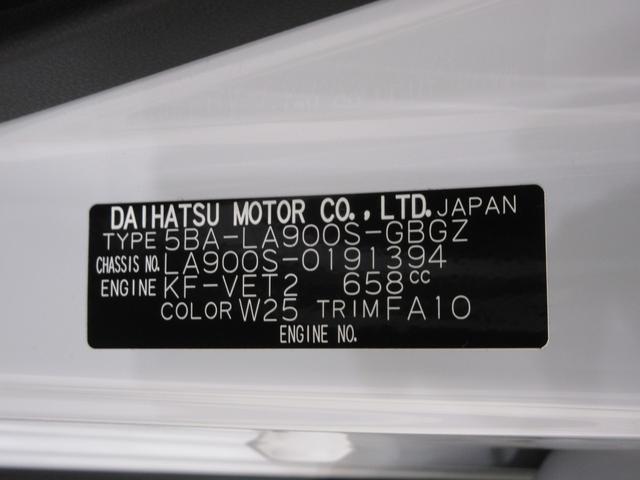 DAIHATSU MOTOR CO.,LTD. JAPAN
TYPE 5BA-LA900S-GBGZ
CHASSIS NO. LA900S-0191394
ENGINE KF-VET2 658cc
COLOR W25 TRIM FA10
ENGINE NO.